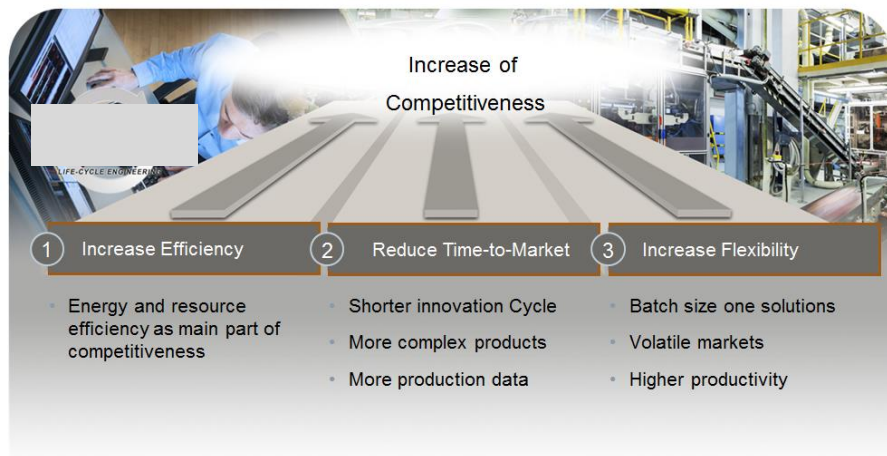 Increase of
Competitiveness
LIFE-CYCLE ENGINEERING
1 Increase Efficiency
2 Reduce Time-to-Market
3 Increase Flexibility
Energy and resource
efficiency as main part of
competitiveness
Shorter innovation Cycle
More complex products
More production data
Batch size one solutions
Volatile markets
Higher productivity